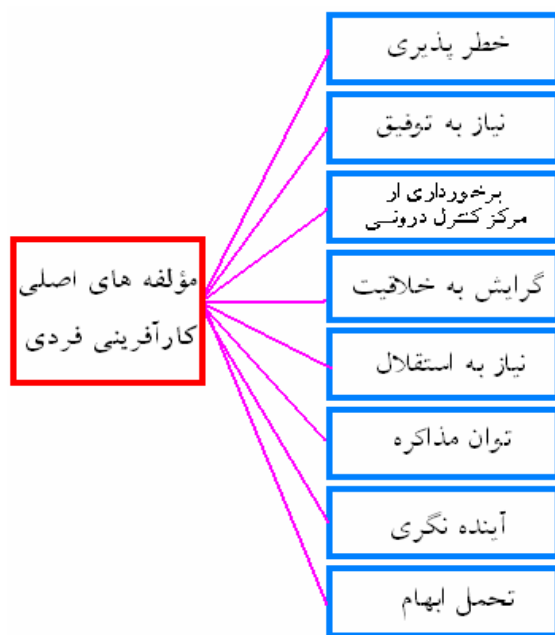 مؤلفه های اصلی
کارآفرینی فردی
خطر پذیری
نیاز به توفیق
برخورداری از
مرکز کنترل درونی
گرایش به خلاقیت
نیاز به استقلال
توان مذاکره
آینده نگری
تحمل ابهام